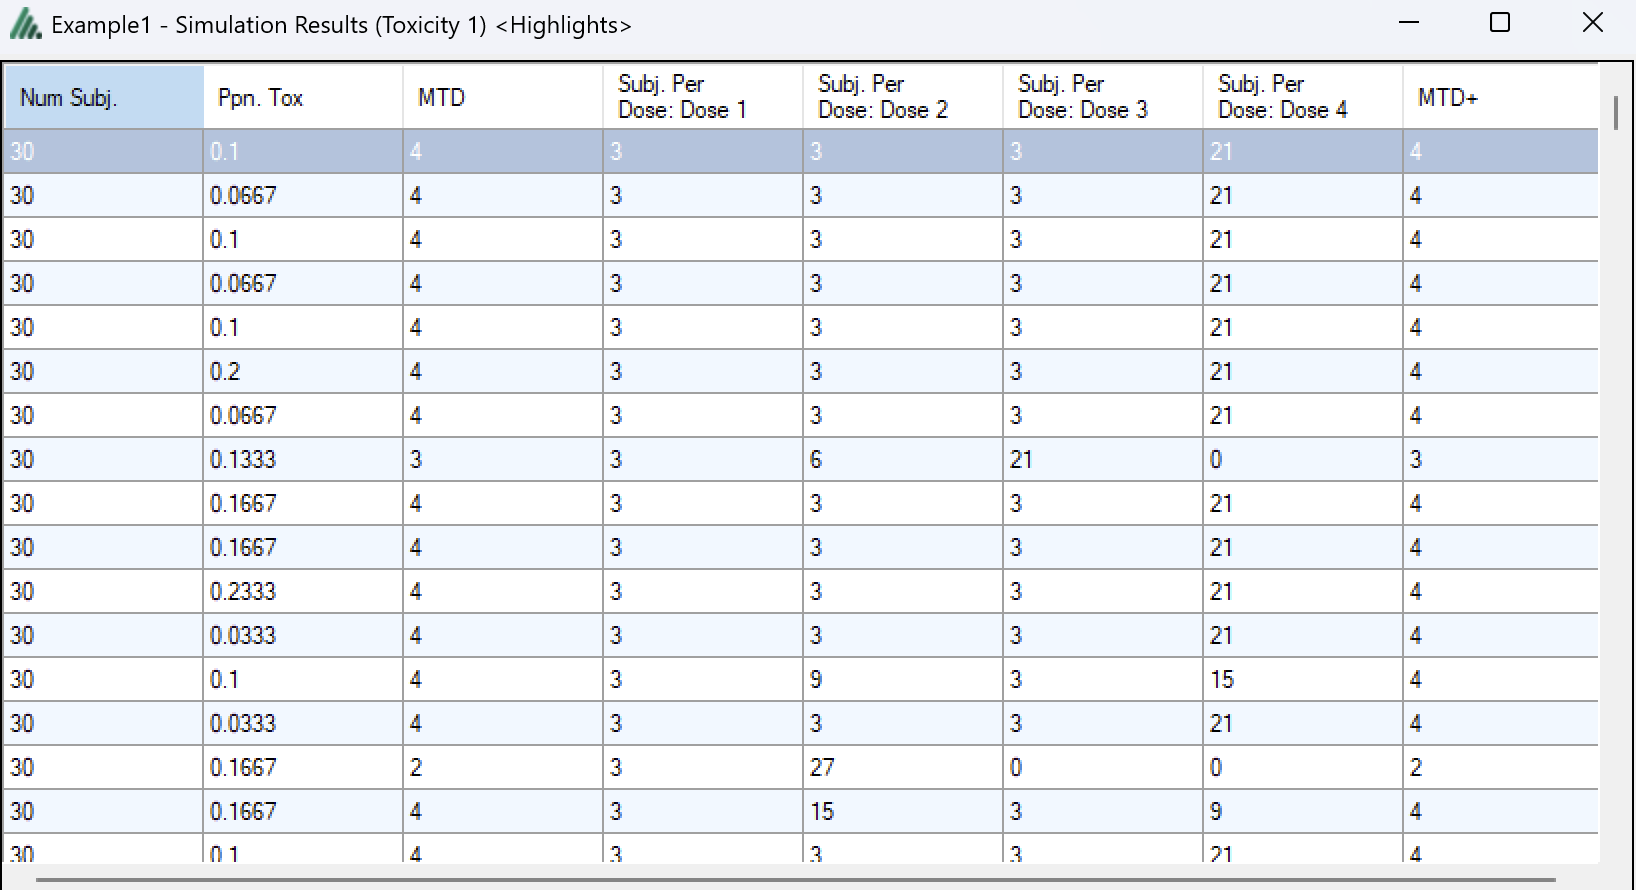 Example1 - Simulation Results (Toxicity 1) <Highlights>
Num Subj. Ppn. Tox MTD Subj. Per Dose: Dose 1 Subj. Per Dose: Dose 2 Subj. Per Dose: Dose 3 Subj. Per Dose: Dose 4 MTD+
30 0.1 4 3 3 3 21 4
30 0.0667 4 3 3 3 21 4
30 0.1 4 3 3 3 21 4
30 0.0667 4 3 3 3 21 4
30 0.1 4 3 3 3 21 4
30 0.2 4 3 3 3 21 4
30 0.0667 4 3 3 3 21 4
30 0.1333 3 3 6 21 0 3
30 0.1667 4 3 3 3 21 4
30 0.1667 4 3 3 3 21 4
30 0.2333 4 3 3 3 21 4
30 0.0333 4 3 3 3 21 4
30 0.1 4 3 9 3 15 4
30 0.0333 4 3 3 3 21 4
30 0.1667 2 3 27 0 0 2
30 0.1667 4 3 15 3 9 4
30 0.1 4 3 3 3 21 4